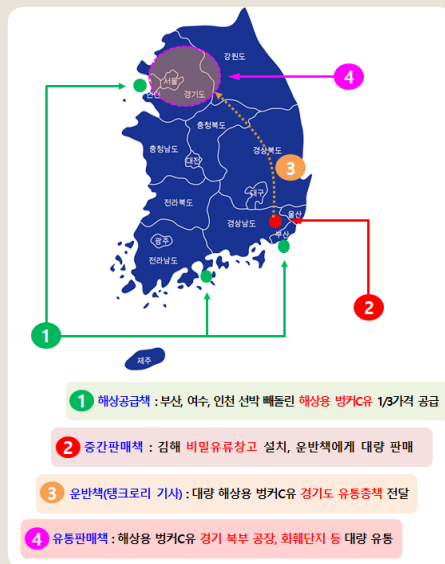 강원도
서울
인천
경기도
4
충청북도
충청남도
대전
경상북도
3
대구
전라북도
경상남도
울산
부산
광주
전라남도
2
1
제주
1 해상공급책 : 부산, 여수, 인천 선박 빼돌린 해상용 벙커C유 1/3가격 공급
2 중간판매책 : 김해 비밀유류창고 설치, 운반책에게 대량 판매
3 운반책(탱크로리 기사) : 대량 해상용 벙커C유 경기도 유통총책 전달
4 유통판매책 : 해상용 벙커C유 경기 북부 공장, 화훼단지 등 대량 유통